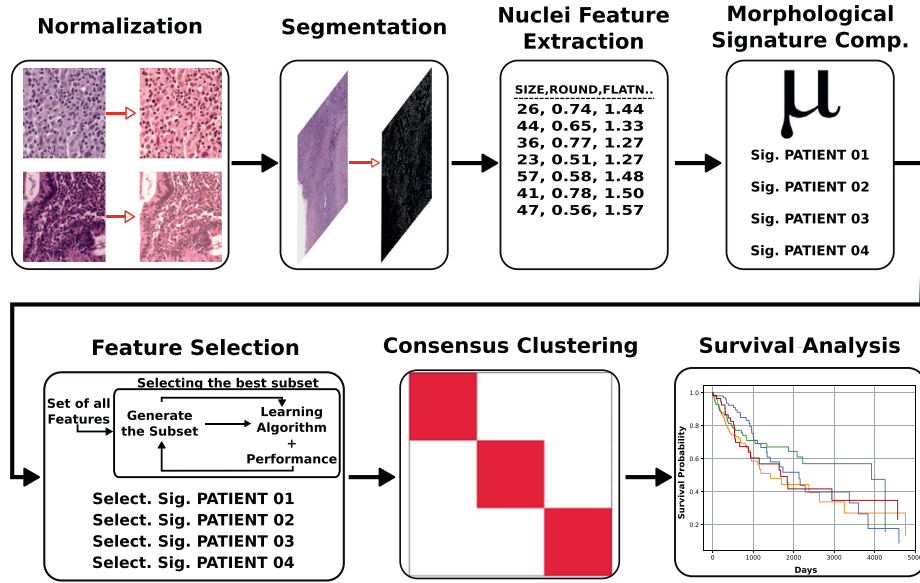 Normalization
Segmentation
Nuclei Feature
Extraction
Morphological
Signature Comp.
SIZE,ROUND,FLATN..
26, 0.74, 1.44
44, 0.65, 1.33
36, 0.77, 1.27
23, 0.51, 1.27
57, 0.58, 1.48
41, 0.78, 1.50
47, 0.56, 1.57
μ
Sig. PATIENT 01
Sig. PATIENT 02
Sig. PATIENT 03
Sig. PATIENT 04
Feature Selection
Selecting the best subset
Set of all
Features
Generate
the Subset
Learning
Algorithm
+
Performance
Select. Sig. PATIENT 01
Select. Sig. PATIENT 02
Select. Sig. PATIENT 03
Select. Sig. PATIENT 04
Consensus Clustering
Survival Analysis
Survival Probability
1.0
0.8
0.6
0.4
0.2
0 1000 2000 3000 4000 5000
Days